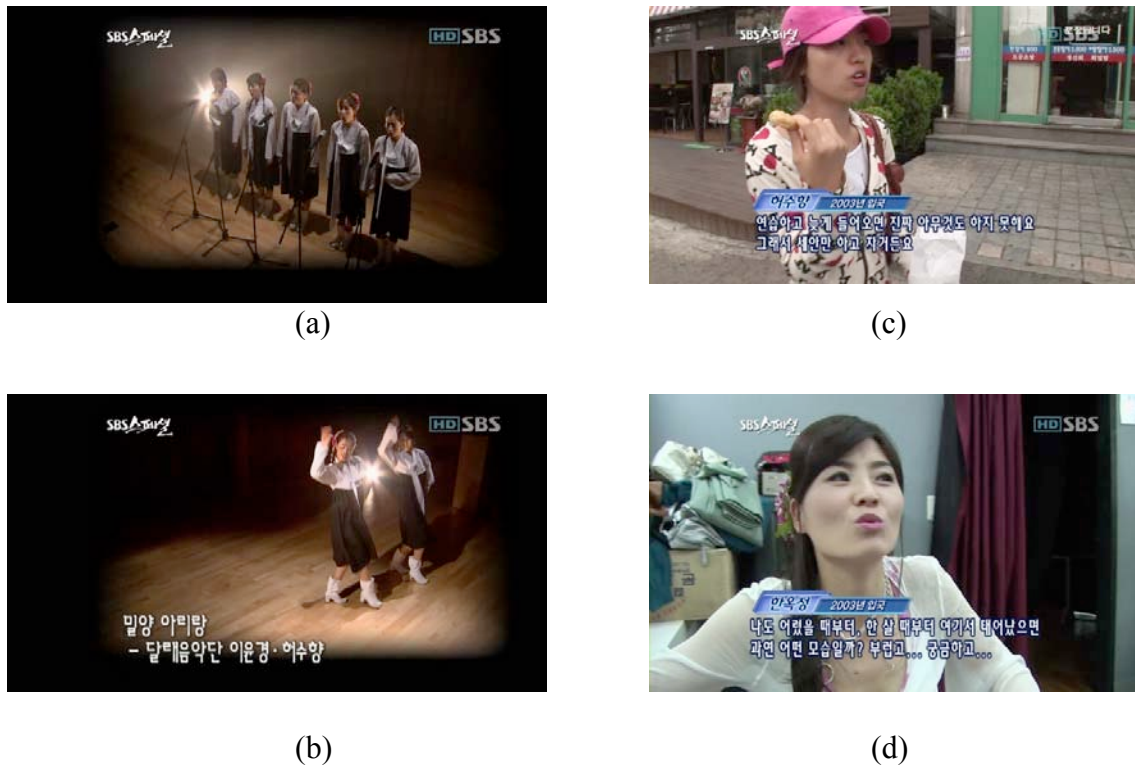 SBS스페셜
HD SBS
(a)
SBS스페셜
HD SBS
밀양 아리랑
- 달래음악단 이윤경·허수향
(b)
SBS스페셜
HD SBS
허수향 2003년 입국
연습하고 늦게 들어오면 진짜 아무것도 하지 못해요
그래서 세안만 하고 자거든요
(c)
SBS스페셜
HD SBS
한옥정 2003년 입국
나도 어렸을 때부터, 한 살 때부터 여기서 태어났으면
과연 어떤 모습일까? 부럽고... 궁금하고...
(d)